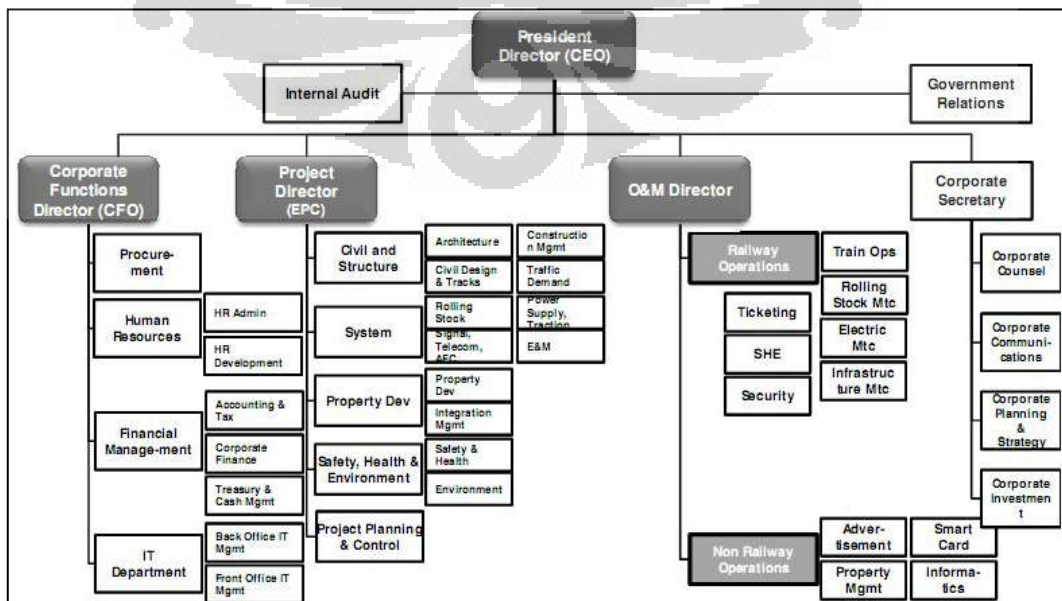 President
Director (CEO)
Internal Audit
Government
Relations
Corporate
Functions
Director (CFO)
Project
Director
(EPC)
O&M Director
Corporate
Secretary
Procure-
ment
Human
Resources
HR Admin
HR
Development
Financial
Manage-ment
Accounting &
Tax
Corporate
Finance
Treasury &
Cash Mgmt
IT
Department
Back Office IT
Mgmt
Front Office IT
Mgmt
Civil and
Structure
Architecture
Constructio
n Mgmt
Civil Design
& Tracks
Traffic
Demand
System
Rolling
Stock
Power
Supply, Traction
Signal,
Telecom,
AFC
E&M
Property Dev
Property
Dev
Integration
Mgmt
Safety, Health &
Environment
Safety &
Health
Environment
Project Planning
& Control
Railway
Operations
Train Ops
Rolling
Stock Mtc
Electric
Mtc
Infrastruc
ture Mtc
Ticketing
SHE
Security
Non Railway
Operations
Adver-
tisement
Smart
Card
Property
Mgmt
Informa-
tics
Corporate
Counsel
Corporate
Communi-
cations
Corporate
Planning
&
Strategy
Corporate
Investmen
t